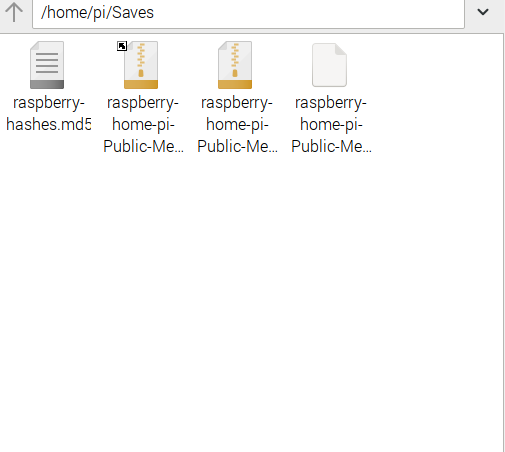 /home/pi/Saves
raspberry-
hashes.md5
raspberry-
home-pi-
Public-Me...
raspberry-
home-pi-
Public-Me...
raspberry-
home-pi-
Public-Me...